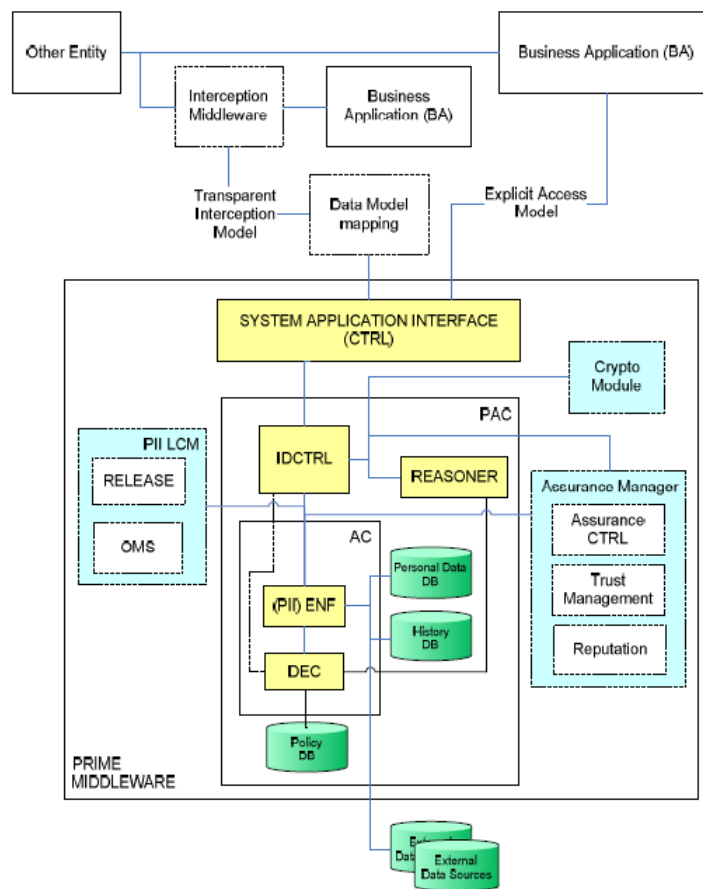 Other Entity
Business Application (BA)
Interception
Middleware
Business
Application (BA)
Transparent
Interception
Model
Data Model
mapping
Explicit Access
Model
SYSTEM APPLICATION INTERFACE
(CTRL)
Crypto
Module
PAC
PII LCM
IDCTRL
RELEASE
REASONER
Assurance Manager
OMS
AC
Assurance
CTRL
Personal Data
DB
Trust
Management
(PII) ENF
History
DB
Reputation
DEC
Policy
DB
PRIME
MIDDLEWARE
External
Data Sources